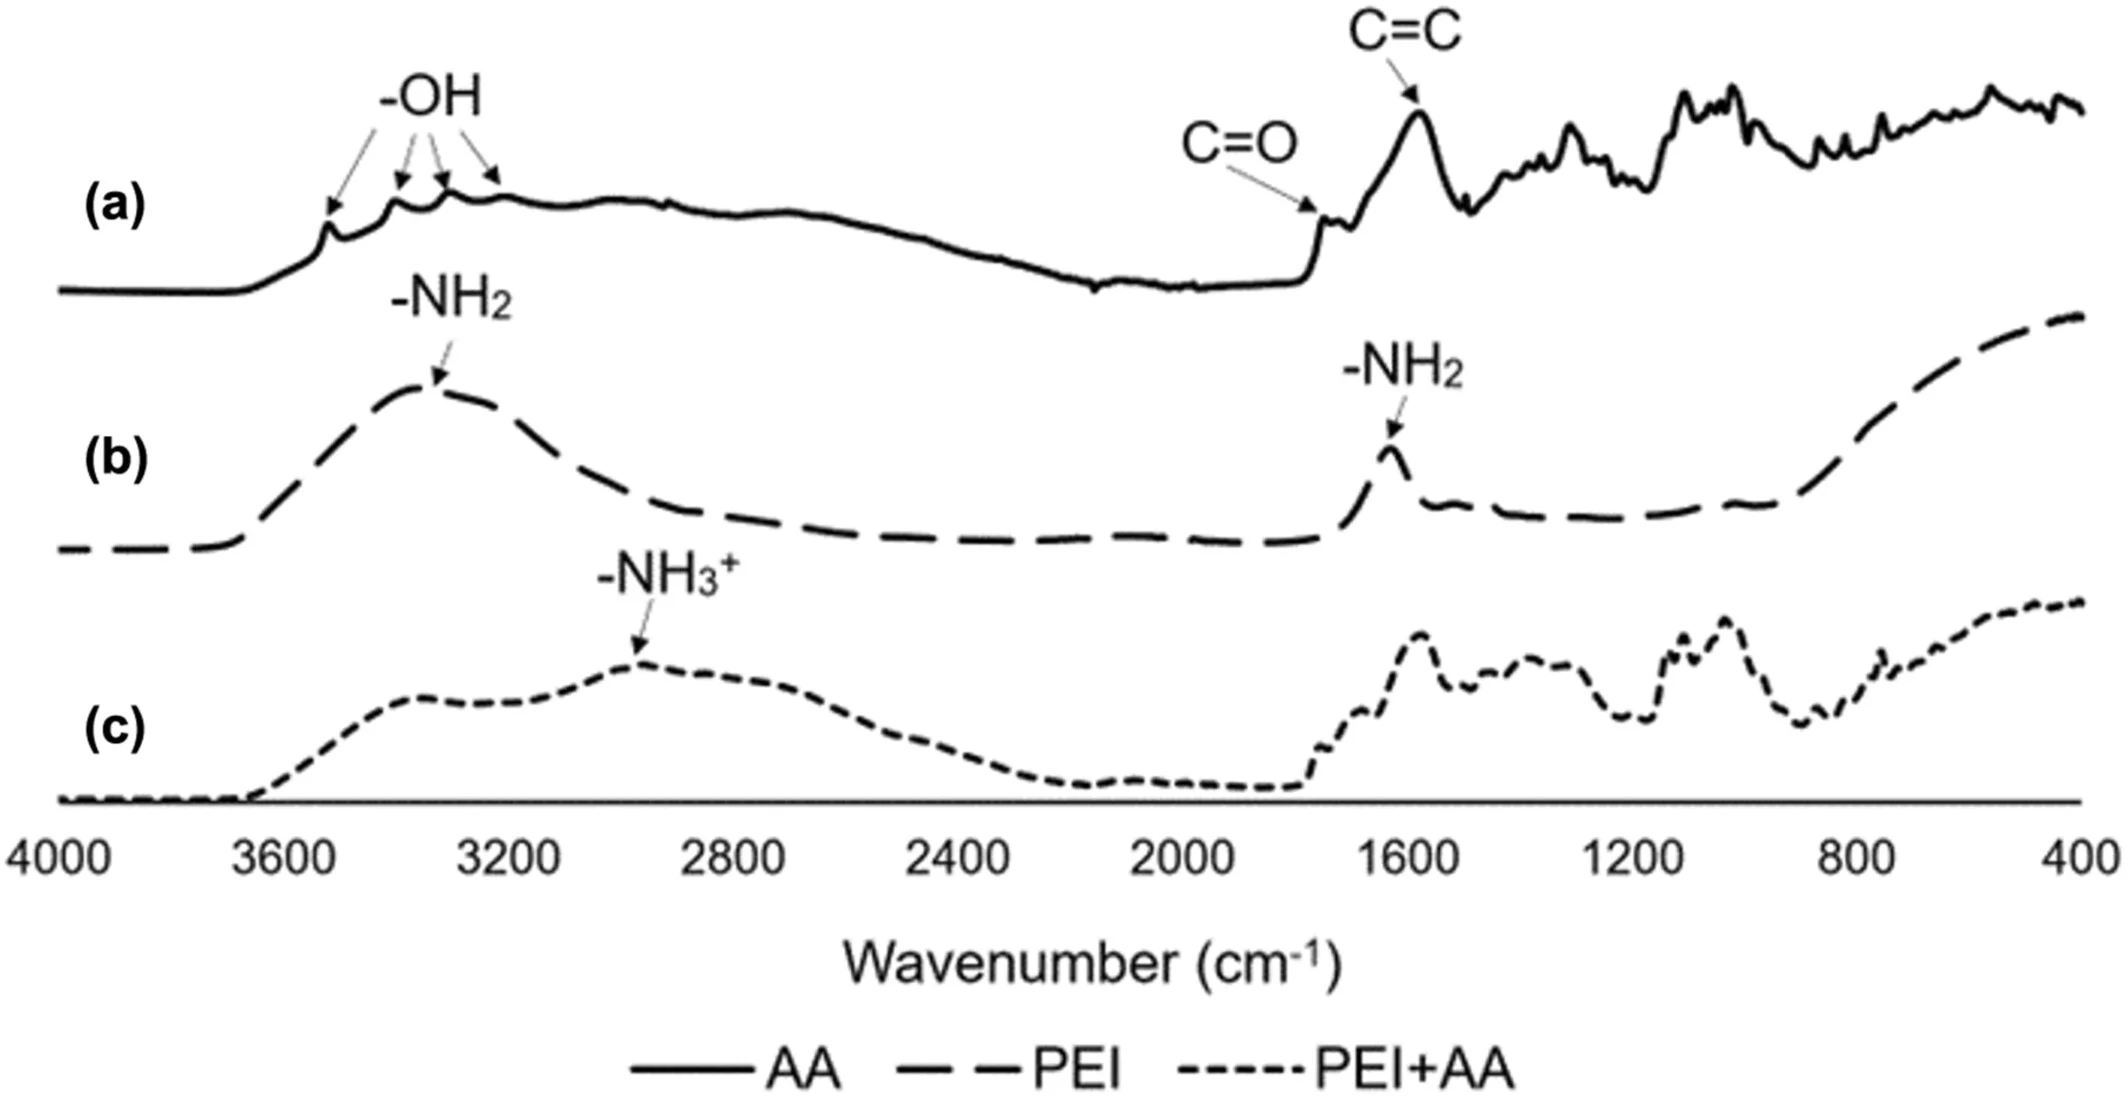 C=C
-OH
C=O
(a)
-NH2
-NH2
(b)
-NH3+
(c)
4000 3600 3200 2800 2400 2000 1600 1200 800 400
Wavenumber (cm-1)
AA PEI PEI+AA